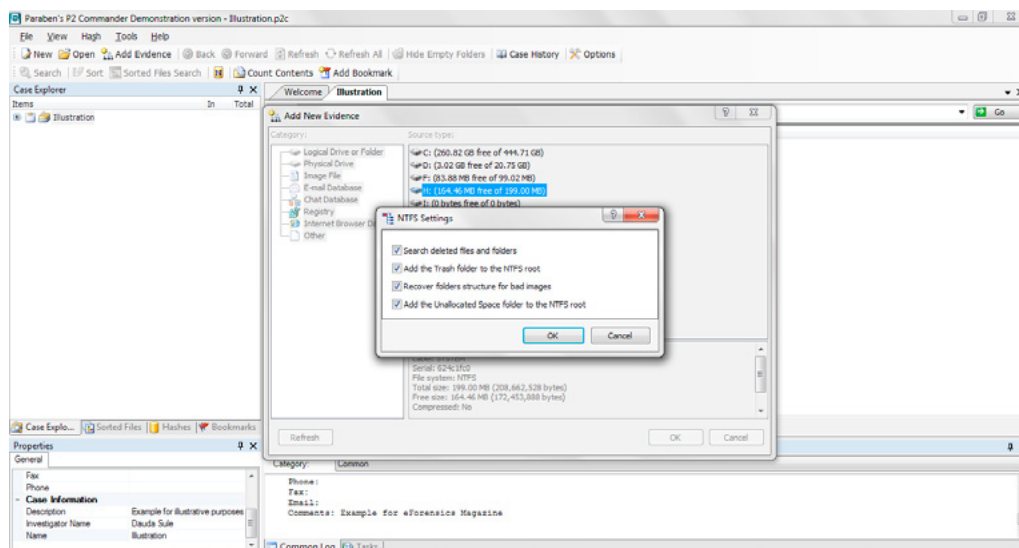 Paraben's P2 Commander Demonstration version - Illustration.p2c
File View Hash Tools Help
New Open Add Evidence Back Forward Refresh Refresh All Hide Empty Folders Case History Options
Search Sort Sorted Files Search Count Contents Add Bookmark
Case Explorer
Items In Total
Illustration
Welcome Illustration
Go
Add New Evidence
Category:
Logical Drive or Folder
Physical Drive
Image File
E-mail Database
Chat Database
Registry
Internet Browser
Other
Source type:
C: (260.82 GB free of 444.71 GB)
D: (3.02 GB free of 20.75 GB)
F: (83.88 MB free of 99.02 MB)
H: (164.46 MB free of 199.00 MB)
I: (0 bytes free of 0 bytes)
NTFS Settings
Search deleted files and folders
Add the Trash folder to the NTFS root
Recover folders structure for bad images
Add the Unallocated Space folder to the NTFS root
OK Cancel
Serial: 624c1fc0
File system: NTFS
Total size: 199.00 MB (208,662,528 bytes)
Free size: 164.46 MB (172,453,888 bytes)
Compressed: No
Refresh OK Cancel
Case Explo... Sorted Files Hashes Bookmarks
Properties
General
Fax
Phone
Case Information
Description Example for illustrative purposes
Investigator Name Dauda Sule
Name Illustration
Category: Common
Phone:
Fax:
Email:
Comments: Example for eForensics Magazine
Common Log Tasks